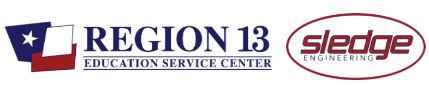 REGION 13
EDUCATION SERVICE CENTER
sledge
ENGINEERING